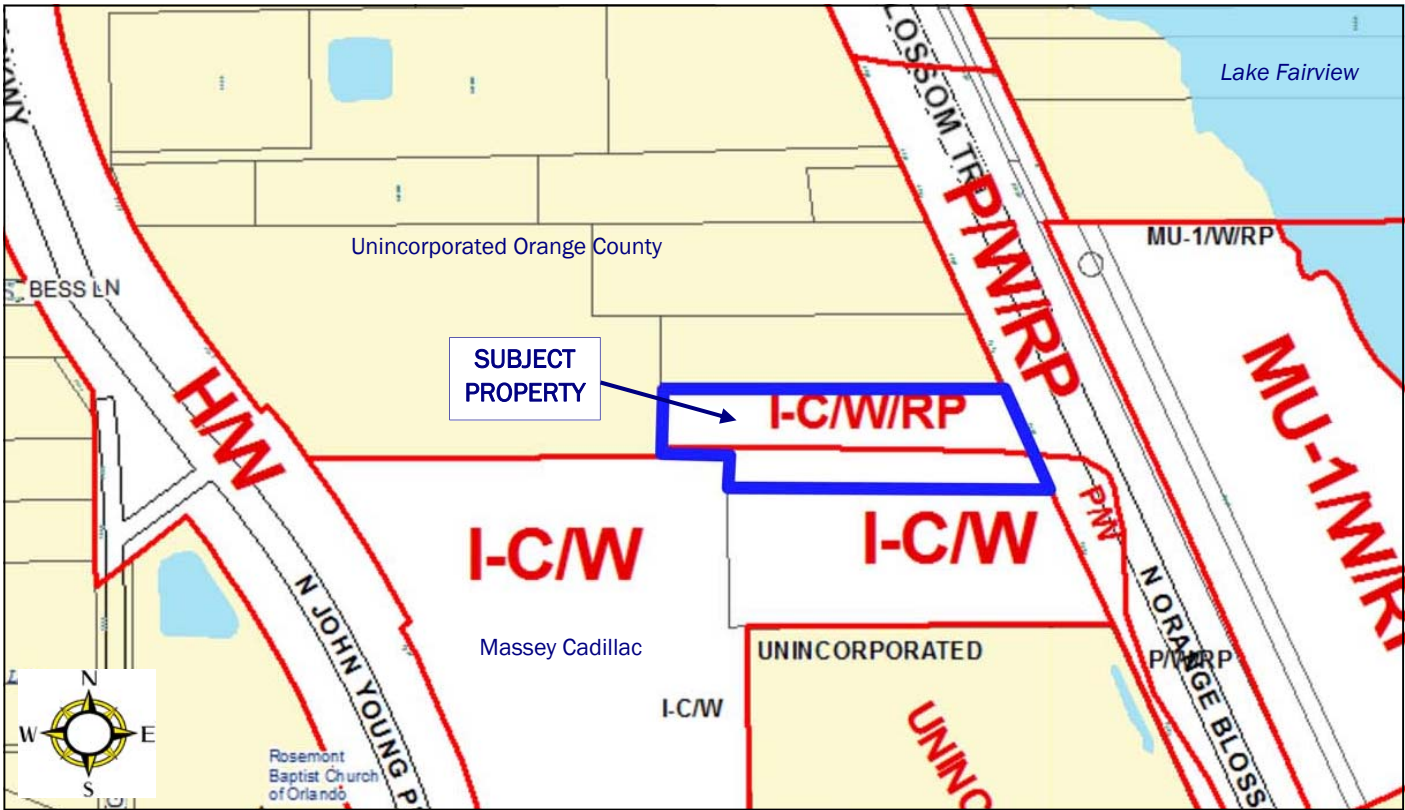 KWY
LOSSOM TR
Lake Fairview
P/W/RP
MU-1/W/RP
Unincorporated Orange County
BESS LN
SUBJECT
PROPERTY
H/W
I-C/W/RP
MU-1/W/R
P/W
I-C/W
I-C/W
N JOHN YOUNG P
Massey Cadillac
UNINCORPORATED
N ORANGE BLOSS
P/W/RP
I-C/W
UNINC
N
W
E
S
Rosemont
Baptist Church
of Orlando